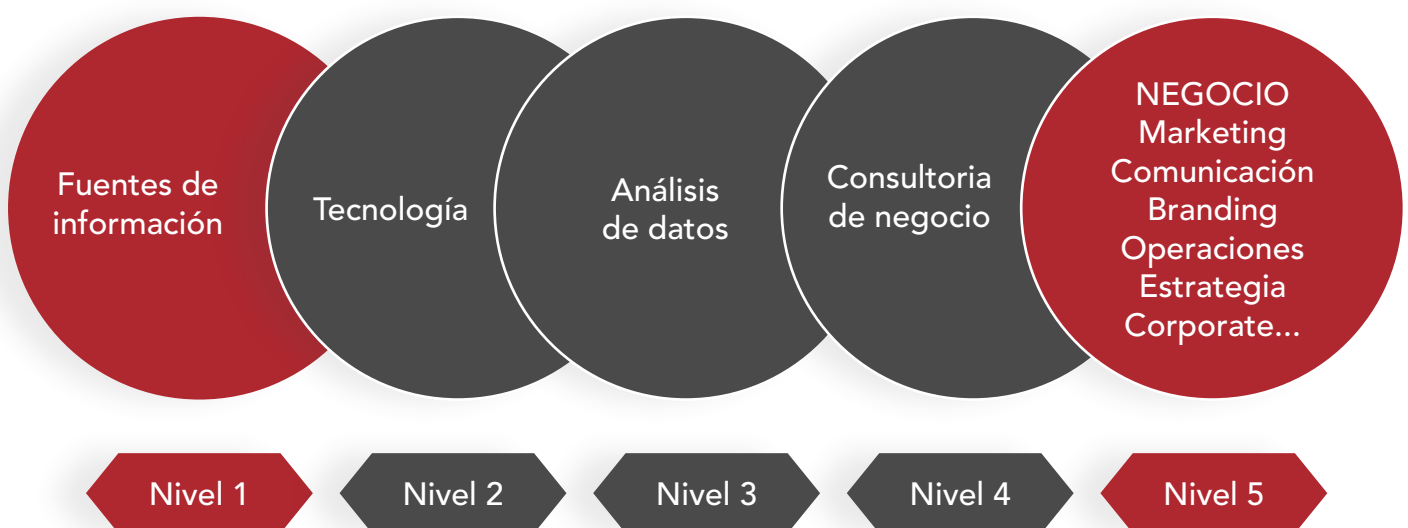 Fuentes de
información
Tecnología
Análisis
de datos
Consultoria
de negocio
NEGOCIO
Marketing
Comunicación
Branding
Operaciones
Estrategia
Corporate...
Nivel 1
Nivel 2
Nivel 3
Nivel 4
Nivel 5